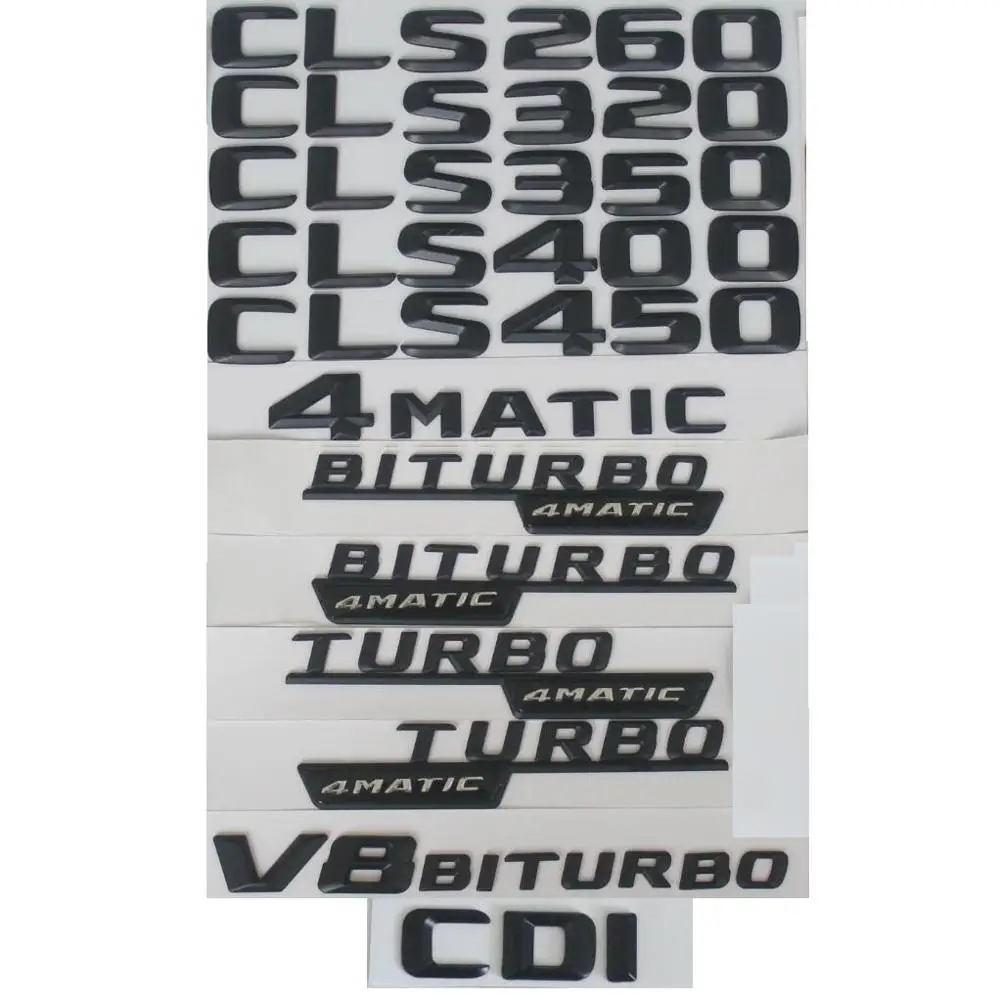 CLS260
CLS320
CLS350
CLS400
CLS450
4MATIC
BITURBO
4MATIC
BITURBO
4MATIC
TURBO
4MATIC
TURBO
4MATIC
V8BITURBO
CDI